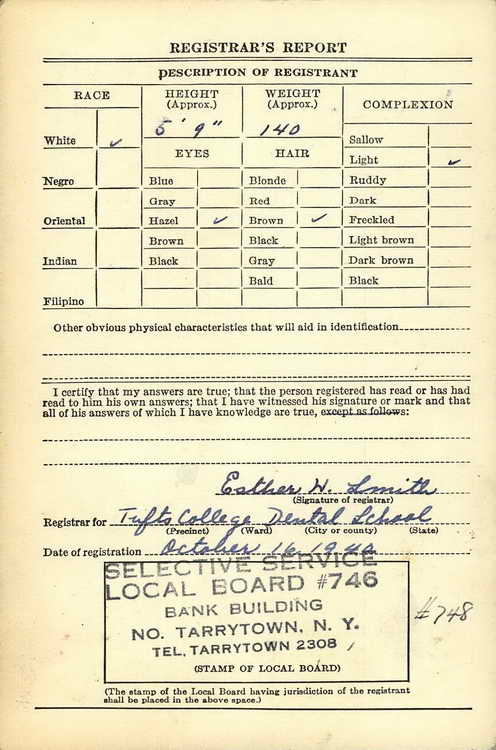 REGISTRAR'S REPORT
DESCRIPTION OF REGISTRANT
RACE
HEIGHT (Approx.)
WEIGHT (Approx.)
COMPLEXION
5' 9"
140
White ✓
EYES
HAIR
Sallow
Light ✓
Negro
Blue
Blonde
Ruddy
Gray
Red
Dark
Oriental
Hazel ✓
Brown ✓
Freckled
Brown
Black
Light brown
Indian
Black
Gray
Dark brown
Bald
Black
Filipino
Other obvious physical characteristics that will aid in identification
I certify that my answers are true; that the person registered has read or has had
read to him his own answers; that I have witnessed his signature or mark and that
all of his answers of which I have knowledge are true, except as follows:
Esther W. Smith
(Signature of registrar)
Registrar for Tufts College Dental School
(Precinct) (Ward) (City or county) (State)
Date of registration October 16, 1940
SELECTIVE SERVICE
LOCAL BOARD #746
BANK BUILDING
NO. TARRYTOWN, N. Y.
TEL, TARRYTOWN 2308
#748
(STAMP OF LOCAL BOARD)
(The stamp of the Local Board having jurisdiction of the registrant
shall be placed in the above space.)